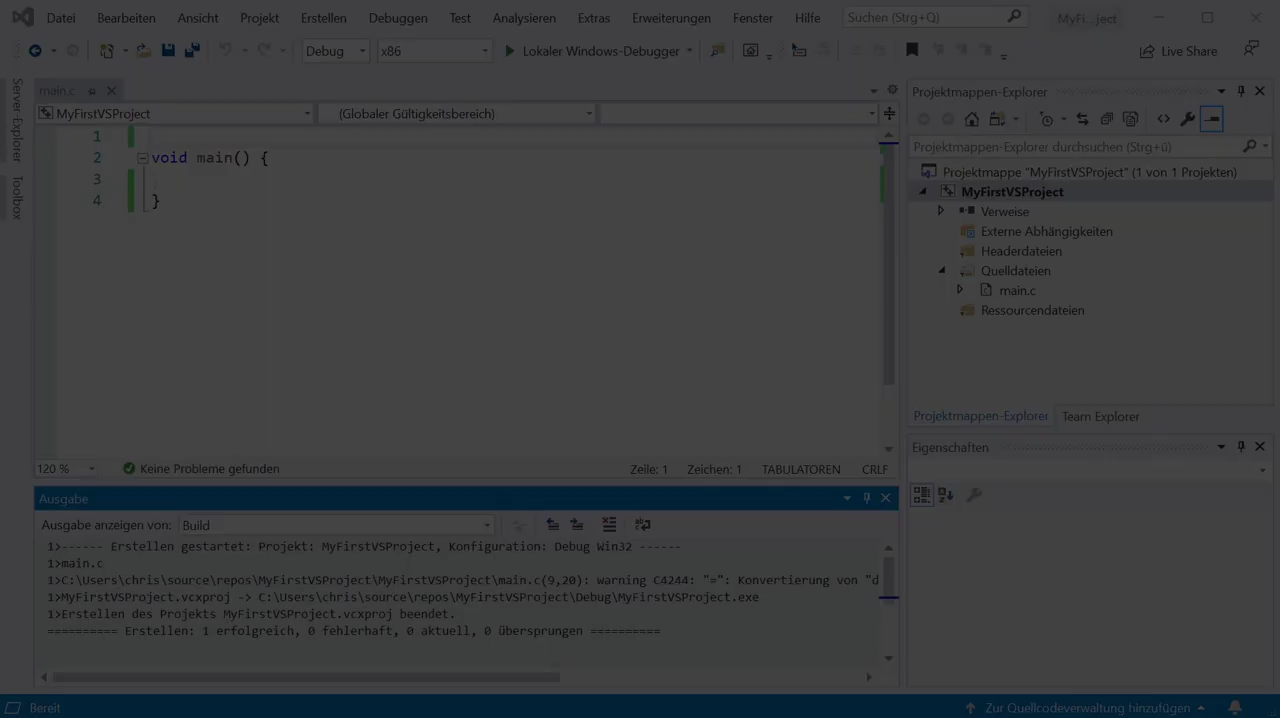 Datei Bearbeiten Ansicht Projekt Erstellen Debuggen Test Analysieren Extras Erweiterungen Fenster Hilfe Suchen (Strg+Q) MyFi...ject
Debug x86 Lokaler Windows-Debugger Live Share
Server-Explorer
Toolbox
main.c
MyFirstVSProject (Globaler Gültigkeitsbereich)
1
2 void main() {
3
4 }
120 % Keine Probleme gefunden Zeile: 1 Zeichen: 1 TABULATOREN CRLF
Ausgabe
Ausgabe anzeigen von: Build
1>------ Erstellen gestartet: Projekt: MyFirstVSProject, Konfiguration: Debug Win32 ------
1>main.c
1>C:\Users\chris\source\repos\MyFirstVSProject\MyFirstVSProject\main.c(9,20): warning C4244: "=": Konvertierung von "d
1>MyFirstVSProject.vcxproj -> C:\Users\chris\source\repos\MyFirstVSProject\Debug\MyFirstVSProject.exe
1>Erstellen des Projekts MyFirstVSProject.vcxproj beendet.
========== Erstellen: 1 erfolgreich, 0 fehlerhaft, 0 aktuell, 0 übersprungen ==========
Projektmappen-Explorer
Projektmappen-Explorer durchsuchen (Strg+ü)
Projektmappe "MyFirstVSProject" (1 von 1 Projekten)
MyFirstVSProject
Verweise
Externe Abhängigkeiten
Headerdateien
Quelldateien
main.c
Ressourcendateien
Projektmappen-Explorer Team Explorer
Eigenschaften
Bereit Zur Quellcodeverwaltung hinzufügen